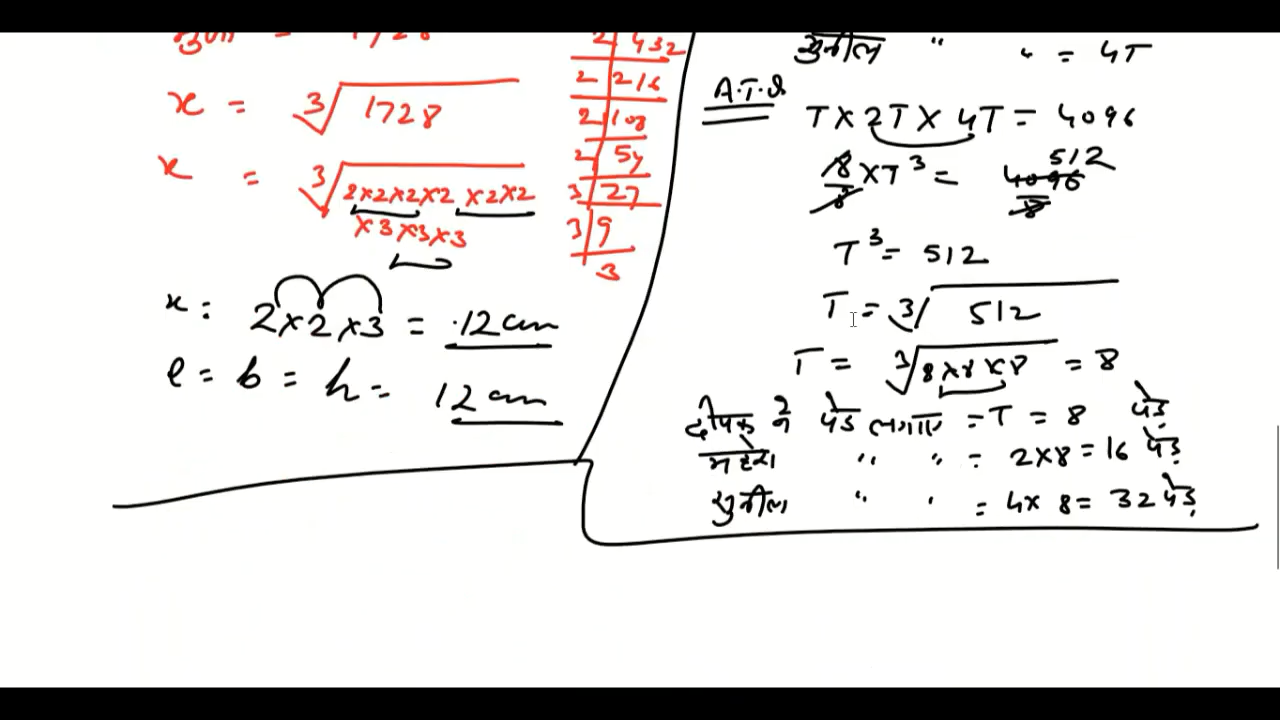 = 1728
x = ∛1728
x = ∛2×2×2×2×2×2
×3×3×3
x : 2×2×3 = 12 cm
l = b = h = 12 cm
2 | 432
2 | 216
2 | 108
2 | 54
3 | 27
3 | 9
3
सुनील " " = 4T
A.T.Q.
T × 2T × 4T = 4096
8/8 × T³ = 4096/8 512
T³ = 512
T = ∛512
T = ∛8×8×8 = 8
दीपक ने पेड़ लगाए = T = 8 पेड़
" " = 2×8 = 16 पेड़
सुनील " " = 4×8 = 32 पेड़